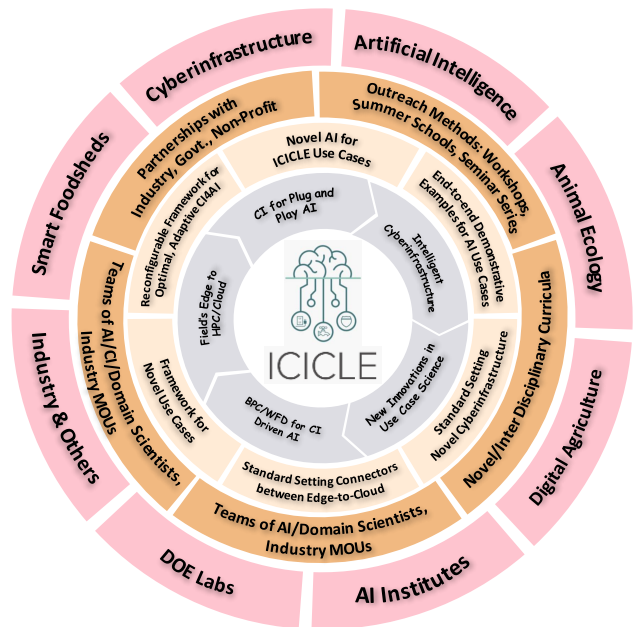 Cyberinfrastructure
Artificial Intelligence
Animal Ecology
Digital Agriculture
AI Institutes
DOE Labs
Industry & Others
Smart Foodsheds
Partnerships with
Industry, Govt., Non-Profit
Outreach Methods: Workshops,
Summer Schools, Seminar Series
Novel/Inter Disciplinary Curricula
Teams of AI/Domain Scientists,
Industry MOUs
Teams of AI/CI/Domain Scientists,
Industry MOUs
Novel AI for
ICICLE Use Cases
End-to-end Demonstrative
Examples for AI Use Cases
Standard Setting
Novel Cyberinfrastructure
Standard Setting Connectors
between Edge-to-Cloud
Framework for
Novel Use Cases
Reconfigurable Framework for
Optimal, Adaptive CI4AI
CI for Plug and
Play AI
Intelligent
Cyberinfrastructure
New Innovations in
Use Case Science
BPC/WFD for CI
Driven AI
Field's Edge to
HPC/Cloud
ICICLE